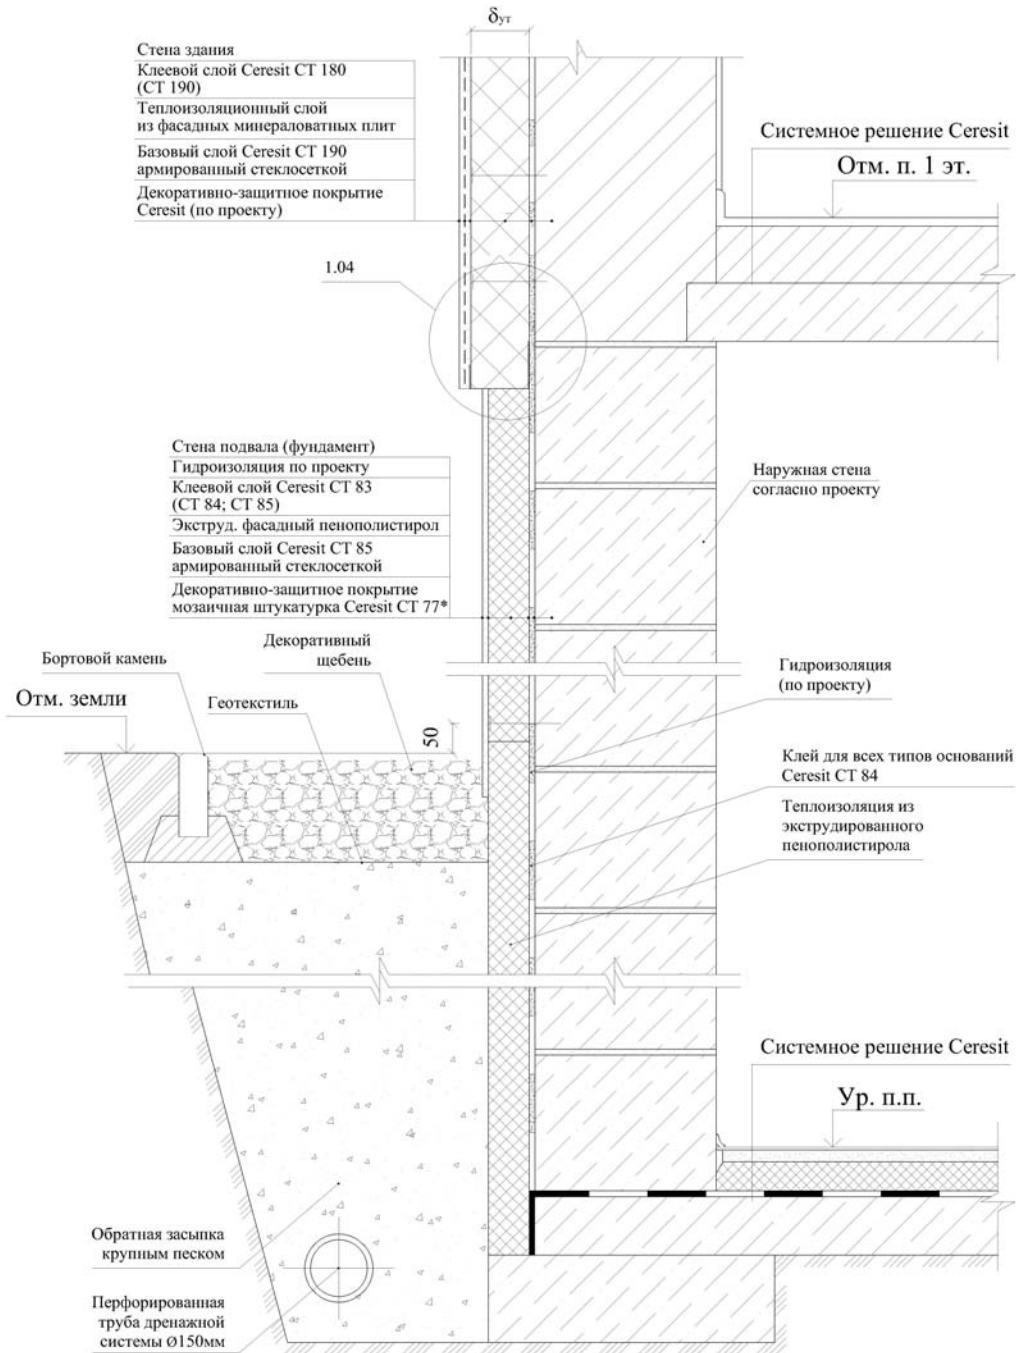 δут
Стена здания
Клеевой слой Ceresit CT 180
(CT 190)
Теплоизоляционный слой
из фасадных минераловатных плит
Базовый слой Ceresit CT 190
армированный стеклосеткой
Декоративно-защитное покрытие
Ceresit (по проекту)
Системное решение Ceresit
Отм. п. 1 эт.
1.04
Стена подвала (фундамент)
Гидроизоляция по проекту
Клеевой слой Ceresit CT 83
(CT 84; CT 85)
Экструд. фасадный пенополистирол
Базовый слой Ceresit CT 85
армированный стеклосеткой
Декоративно-защитное покрытие
мозаичная штукатурка Ceresit CT 77*
Наружная стена
согласно проекту
Бортовой камень
Декоративный
щебень
Отм. земли
Геотекстиль
50
Гидроизоляция
(по проекту)
Клей для всех типов оснований
Ceresit CT 84
Теплоизоляция из
экструдированного
пенополистирола
Системное решение Ceresit
Ур. п.п.
Обратная засыпка
крупным песком
Перфорированная
труба дренажной
системы Ø150мм